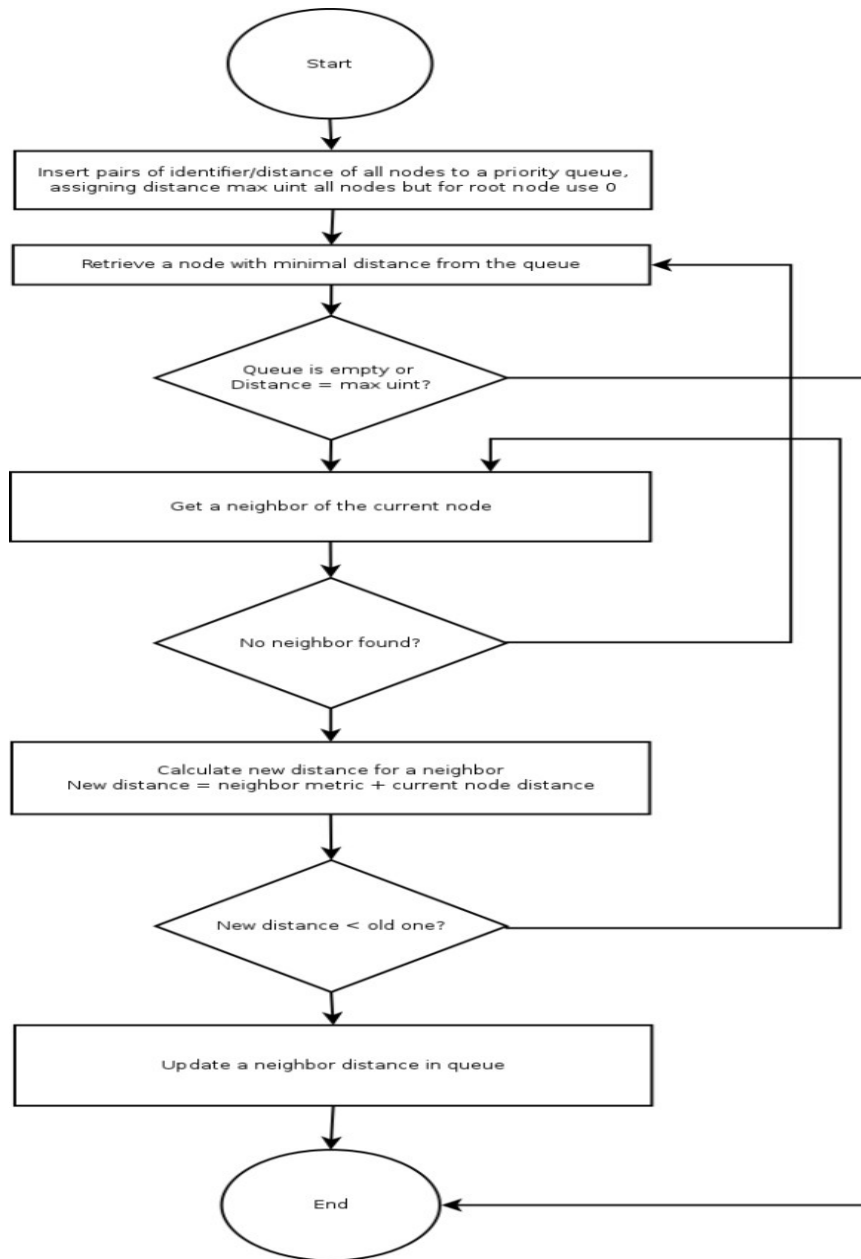 Start
Insert pairs of identifier/distance of all nodes to a priority queue,
assigning distance max uint all nodes but for root node use 0
Retrieve a node with minimal distance from the queue
Queue is empty or
Distance = max uint?
Get a neighbor of the current node
No neighbor found?
Calculate new distance for a neighbor
New distance = neighbor metric + current node distance
New distance < old one?
Update a neighbor distance in queue
End